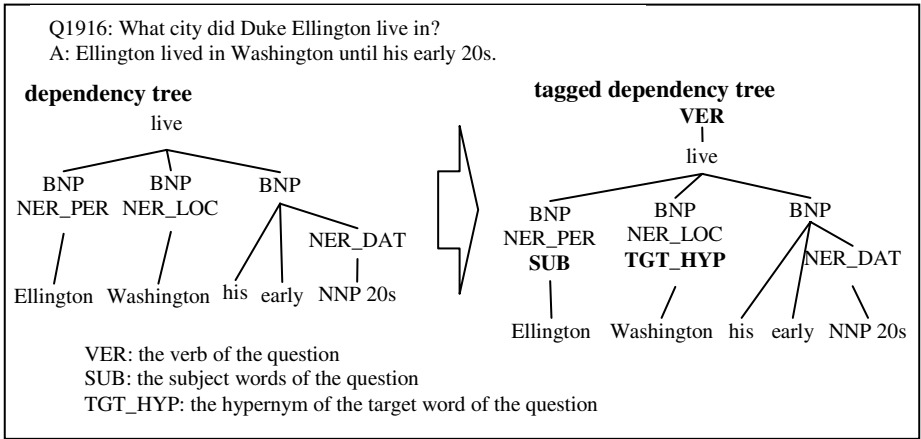 Q1916: What city did Duke Ellington live in?
A: Ellington lived in Washington until his early 20s.
dependency tree
live
BNP BNP BNP
NER_PER NER_LOC
NER_DAT
Ellington Washington his early NNP 20s
tagged dependency tree
VER
live
BNP BNP BNP
NER_PER NER_LOC
SUB TGT_HYP NER_DAT
Ellington Washington his early NNP 20s
VER: the verb of the question
SUB: the subject words of the question
TGT_HYP: the hypernym of the target word of the question